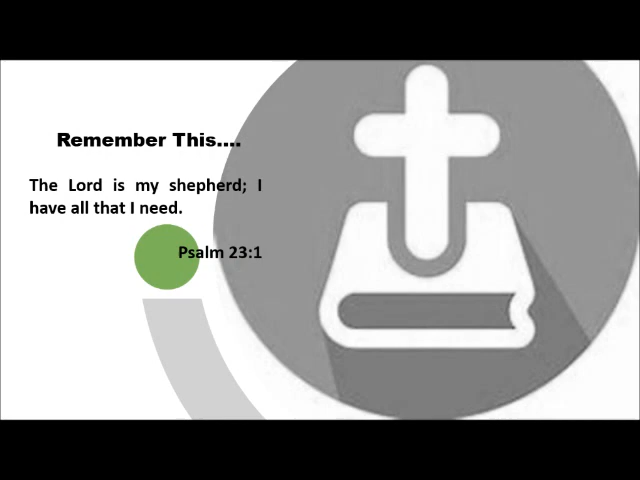 Remember This....
The Lord is my shepherd; I
have all that I need.
Psalm 23:1